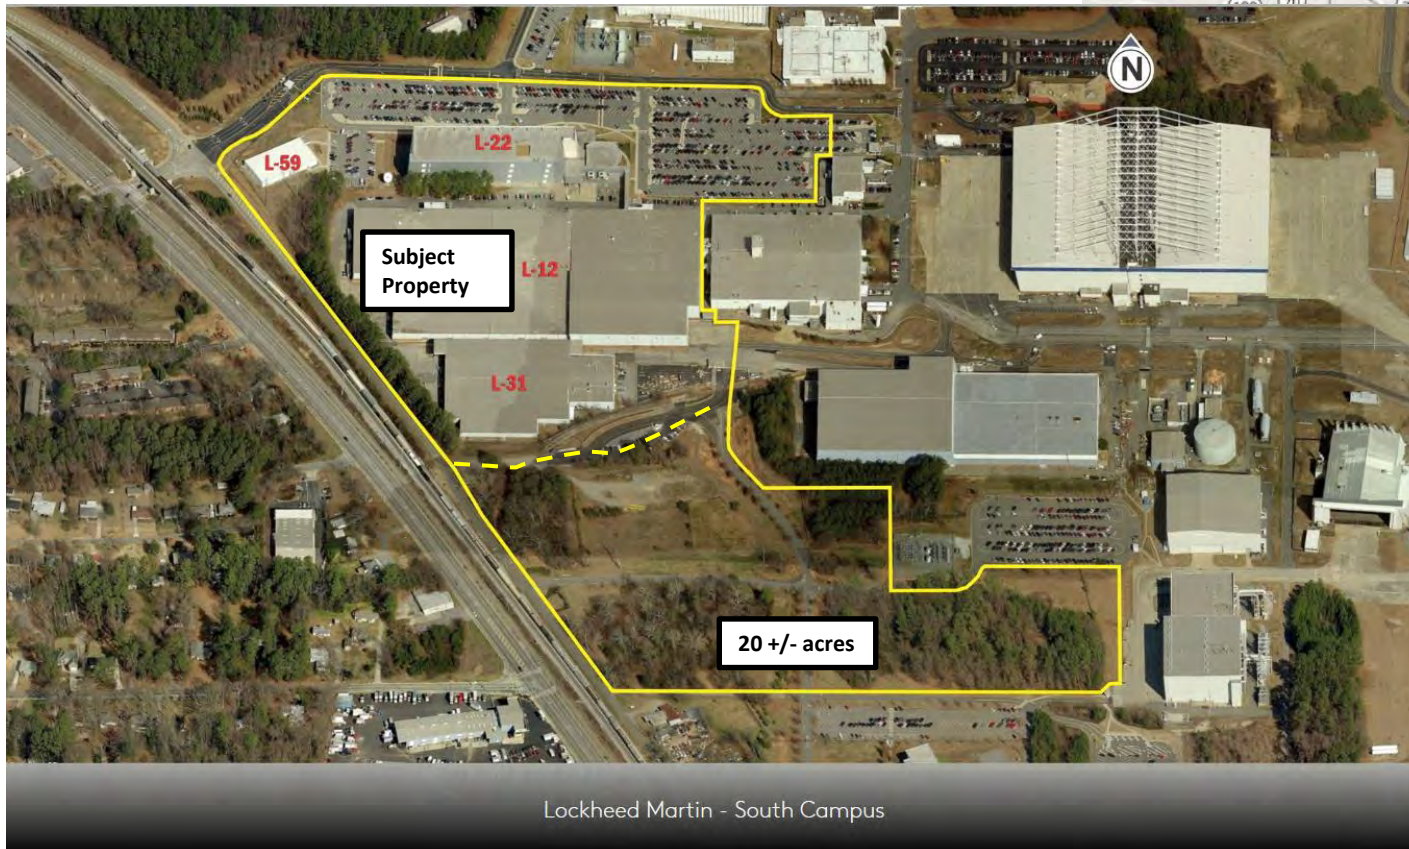 N
L-59
L-22
Subject
Property
L-12
L-31
20 +/- acres
Lockheed Martin - South Campus